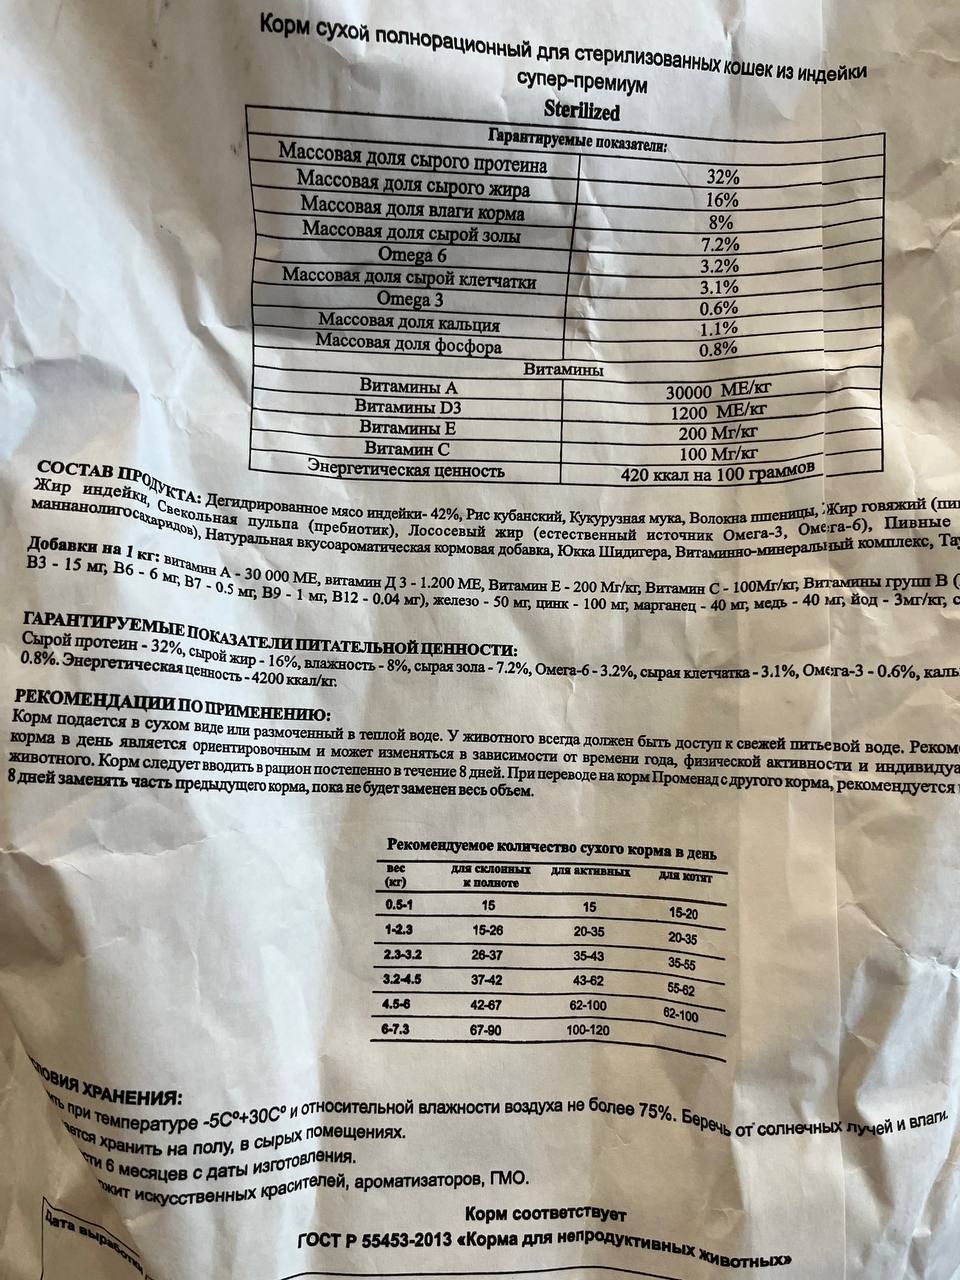 Корм сухой полнорационный для стерилизованных кошек из индейки
супер-премиум
Sterilized
Гарантируемые показатели:
Массовая доля сырого протеина 32%
Массовая доля сырого жира 16%
Массовая доля влаги корма 8%
Массовая доля сырой золы 7.2%
Omega 6 3.2%
Массовая доля сырой клетчатки 3.1%
Omega 3 0.6%
Массовая доля кальция 1.1%
Массовая доля фосфора 0.8%
Витамины
Витамины А 30000 МЕ/кг
Витамины D3 1200 МЕ/кг
Витамины Е 200 Мг/кг
Витамин С 100 Мг/кг
Энергетическая ценность 420 ккал на 100 граммов
СОСТАВ ПРОДУКТА: Дегидрированное мясо индейки- 42%, Рис кубанский, Кукурузная мука, Волокна пшеницы, Жир говяжий
Жир индейки, Свекольная пульпа (пребиотик), Лососевый жир (естественный источник Омега-3, Омега-6), Пивные
маннанолигосахаридов), Натуральная вкусоароматическая кормовая добавка, Юкка Шидигера, Витаминно-минеральный комплекс,
Добавки на 1 кг: витамин А - 30 000 МЕ, витамин Д 3 - 1.200 МЕ, Витамин Е - 200 Мг/кг, Витамин С - 100Мг/кг, Витамины групп В (
В3 - 15 мг, В6 - 6 мг, В7 - 0.5 мг, В9 - 1 мг, В12 - 0.04 мг), железо - 50 мг, цинк - 100 мг, марганец - 40 мг, медь - 40 мг, йод - 3мг/кг,
ГАРАНТИРУЕМЫЕ ПОКАЗАТЕЛИ ПИТАТЕЛЬНОЙ ЦЕННОСТИ:
Сырой протеин - 32%, сырой жир - 16%, влажность - 8%, сырая зола - 7.2%, Омега-6 - 3.2%, сырая клетчатка - 3.1%, Омега-3 - 0.6%, каль
0.8%. Энергетическая ценность - 4200 ккал/кг.
РЕКОМЕНДАЦИИ ПО ПРИМЕНЕНИЮ:
Корм подается в сухом виде или размоченный в теплой воде. У животного всегда должен быть доступ к свежей питьевой воде. Реком
корма в день является ориентировочным и может изменяться в зависимости от времени года, физической активности и индивидуа
животного. Корм следует вводить в рацион постепенно в течение 8 дней. При переводе на корм Променад с другого корма, рекомендуется
8 дней заменять часть предыдущего корма, пока не будет заменен весь объем.
Рекомендуемое количество сухого корма в день
вес для склонных для активных для котят
(кг) к полноте
0.5-1 15 15 15-20
1-2.3 15-26 20-35 20-35
2.3-3.2 26-37 35-43 35-55
3.2-4.5 37-42 43-62 55-62
4.5-6 42-67 62-100 62-100
6-7.3 67-90 100-120
ловия ХРАНЕНИЯ:
ть при температуре -5С°+30С° и относительной влажности воздуха не более 75%. Беречь от солнечных лучей и влаги.
ается хранить на полу, в сырых помещениях.
сти 6 месяцев с даты изготовления.
ржит искусственных красителей, ароматизаторов, ГМО.
Корм соответствует
ГОСТ Р 55453-2013 «Корма для непродуктивных животных»
Дата выработки